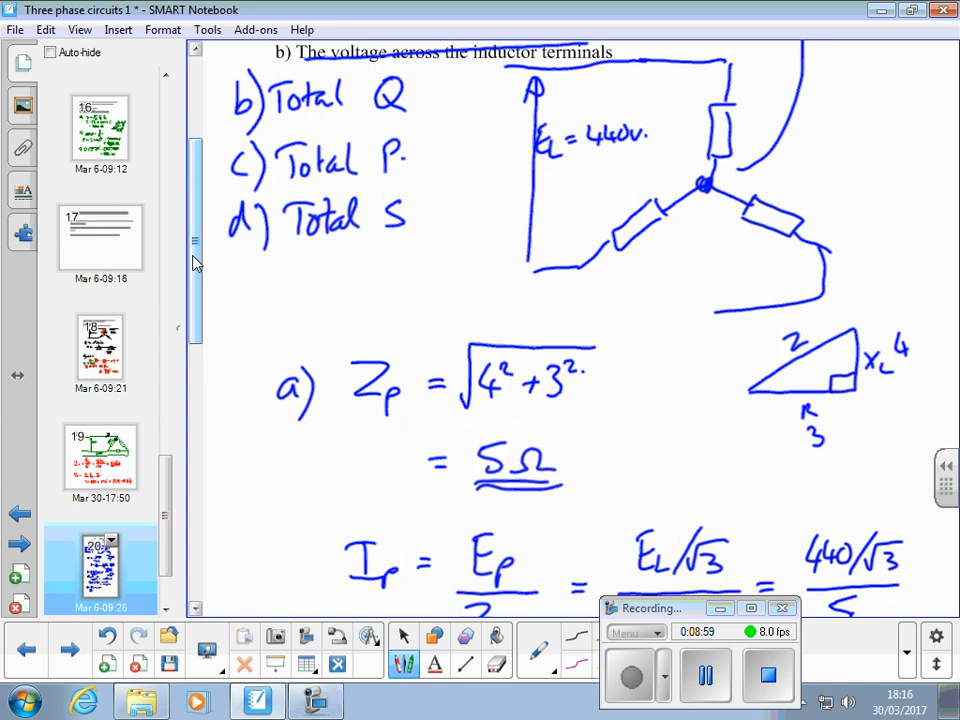 Three phase circuits 1 * - SMART Notebook
File Edit View Insert Format Tools Add-ons Help
Auto-hide
16
Mar 6-09:12
17
Mar 6-09:16
18
Mar 6-09:21
19
Mar 30-17:50
20
Mar 6-09:26
b) The voltage across the inductor terminals
b) Total Q
c) Total P.
d) Total S
EL = 440v.
a) Zp = √4² + 3².
= 5Ω
Z
XL 4
R
3
Ip = Ep = EL/√3 = 440/√3
5
Recording...
Menu
0:08:59
8.0 fps
A
18:16
30/03/2017